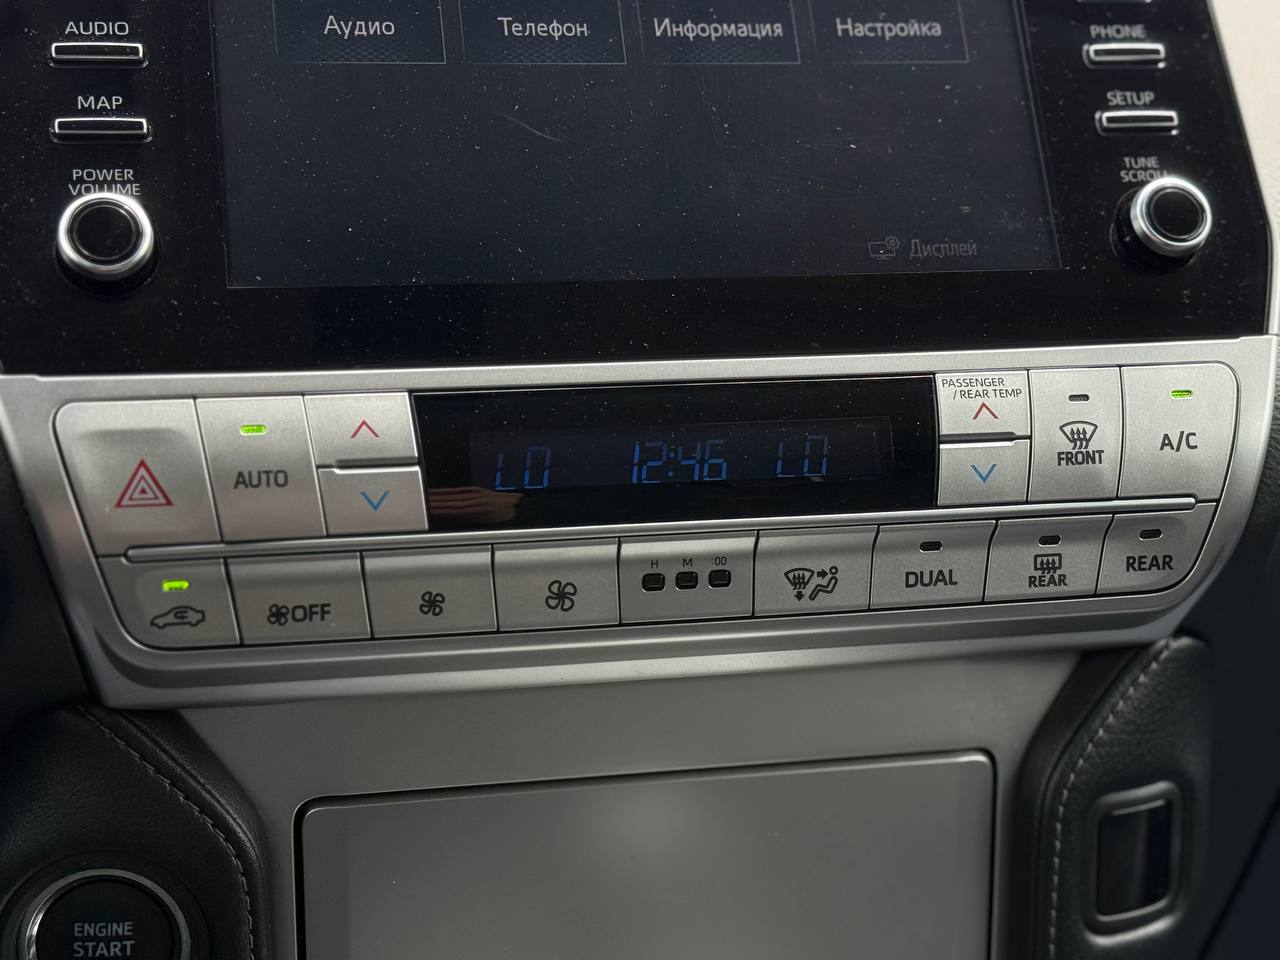 AUDIO
MAP
POWER
VOLUME
Аудио
Телефон
Информация
Настройка
Дисплей
PHONE
SETUP
TUNE
SCROLL
AUTO
LO 12:46 LO
PASSENGER
/REAR TEMP
FRONT
A/C
OFF
H M :00
DUAL
REAR
REAR
ENGINE
START